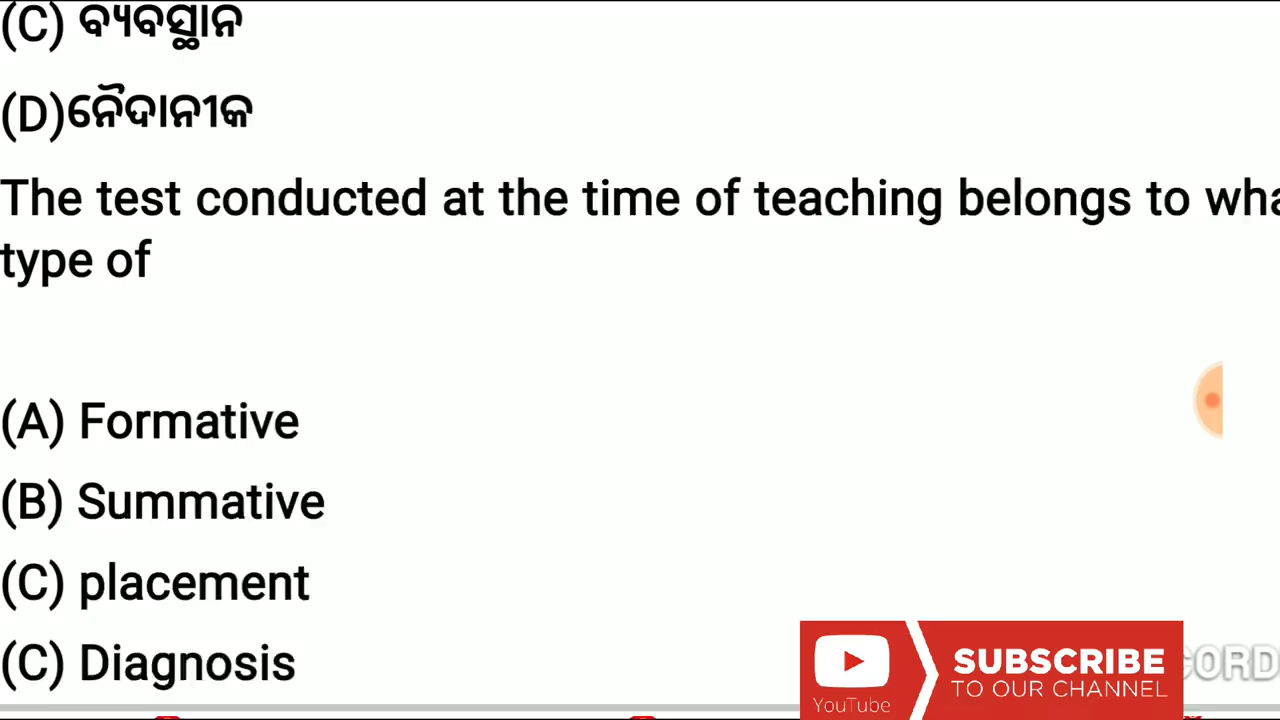 (C) ବ୍ୟବସ୍ଥାନ
(D)ନୈଦାନୀକ
The test conducted at the time of teaching belongs to
type of
(A) Formative
(B) Summative
(C) placement
(C) Diagnosis
YouTube
SUBSCRIBE
TO OUR CHANNEL